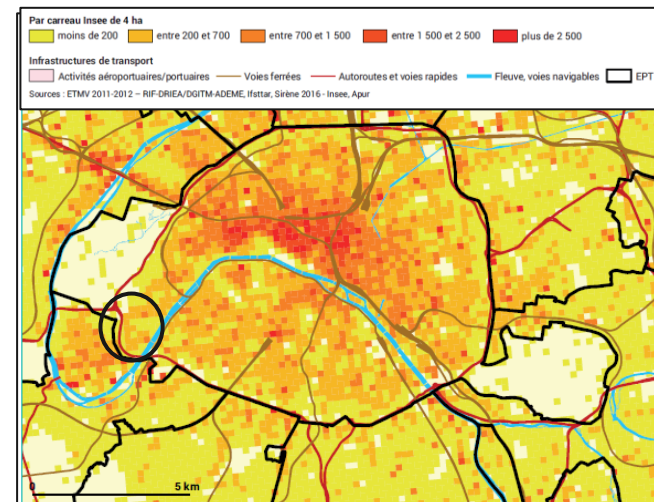 Par carreau Insee de 4 ha
moins de 200 entre 200 et 700 entre 700 et 1 500 entre 1 500 et 2 500 plus de 2 500
Infrastructures de transport
Activités aéroportuaires/portuaires Voies ferrées Autoroutes et voies rapides Fleuve, voies navigables EPT
Sources : ETMV 2011-2012 – RIF-DRIEA/DGITM-ADEME, Ifsttar, Sirène 2016 - Insee, Apur
0 5 km